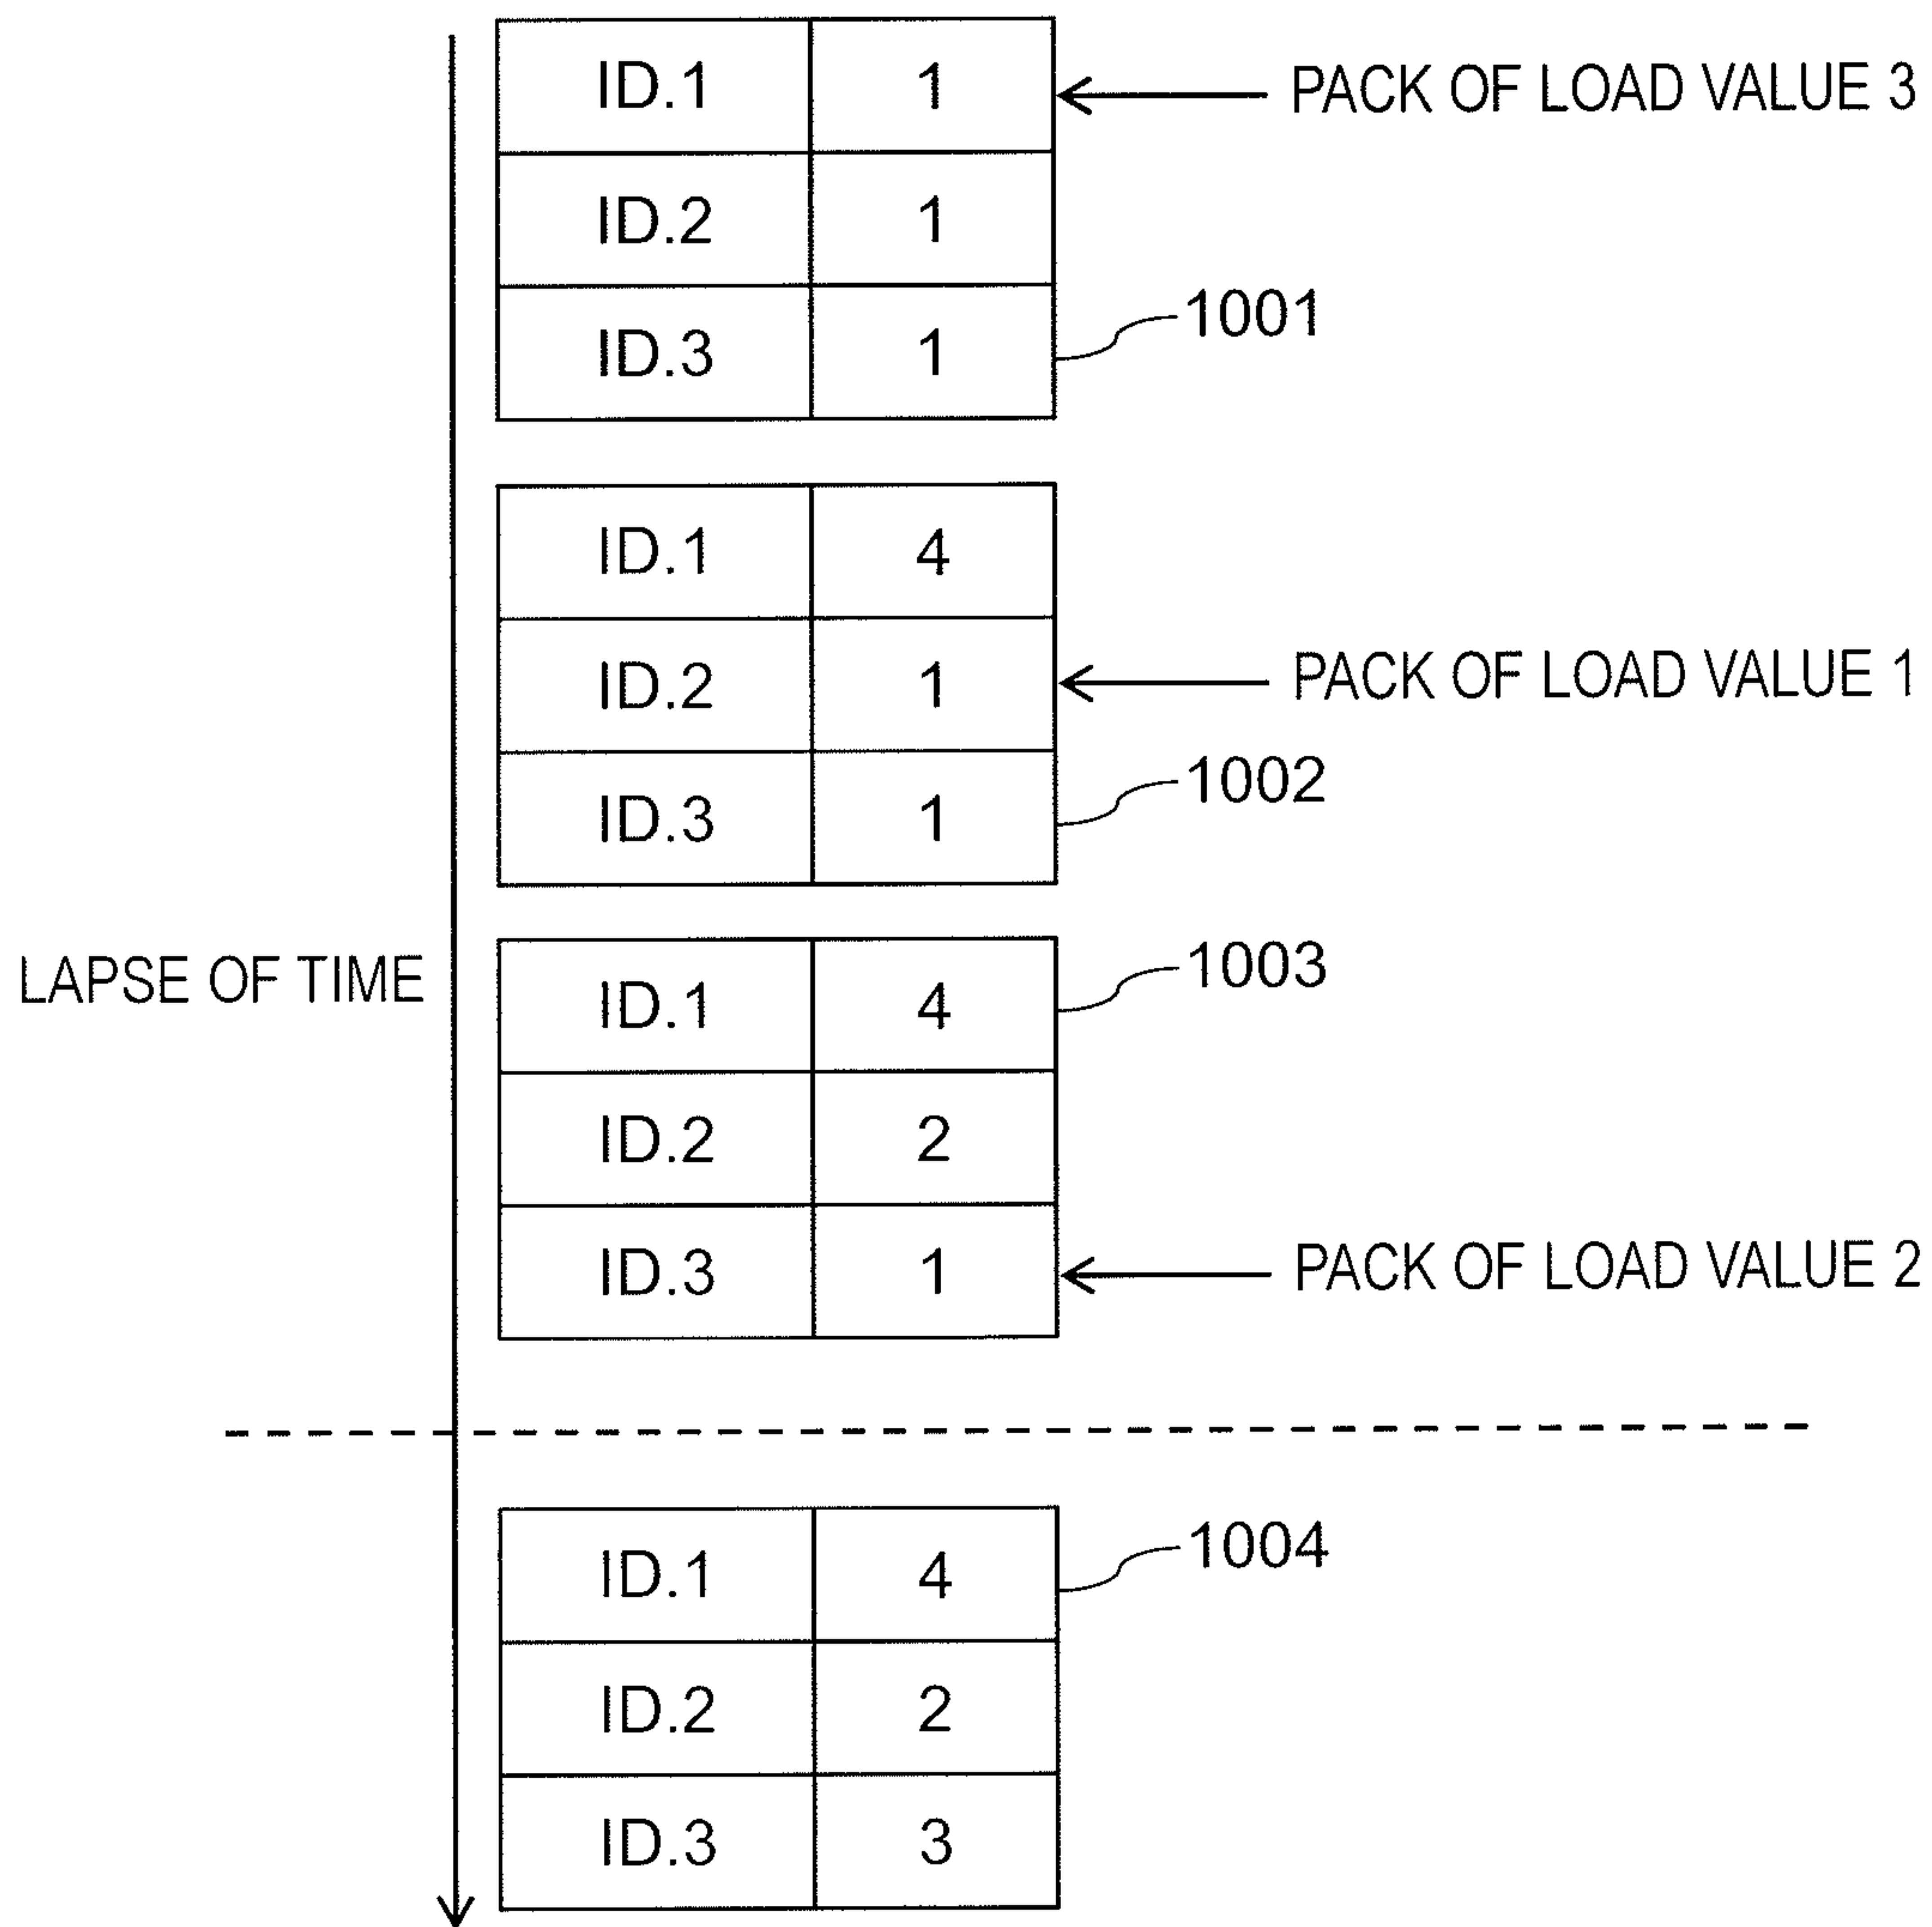 ID.1 1 PACK OF LOAD VALUE 3
ID.2 1
1001
ID.3 1
ID.1 4
ID.2 1 PACK OF LOAD VALUE 1
1002
ID.3 1
1003
LAPSE OF TIME
ID.1 4
ID.2 2
ID.3 1 PACK OF LOAD VALUE 2
1004
ID.1 4
ID.2 2
ID.3 3